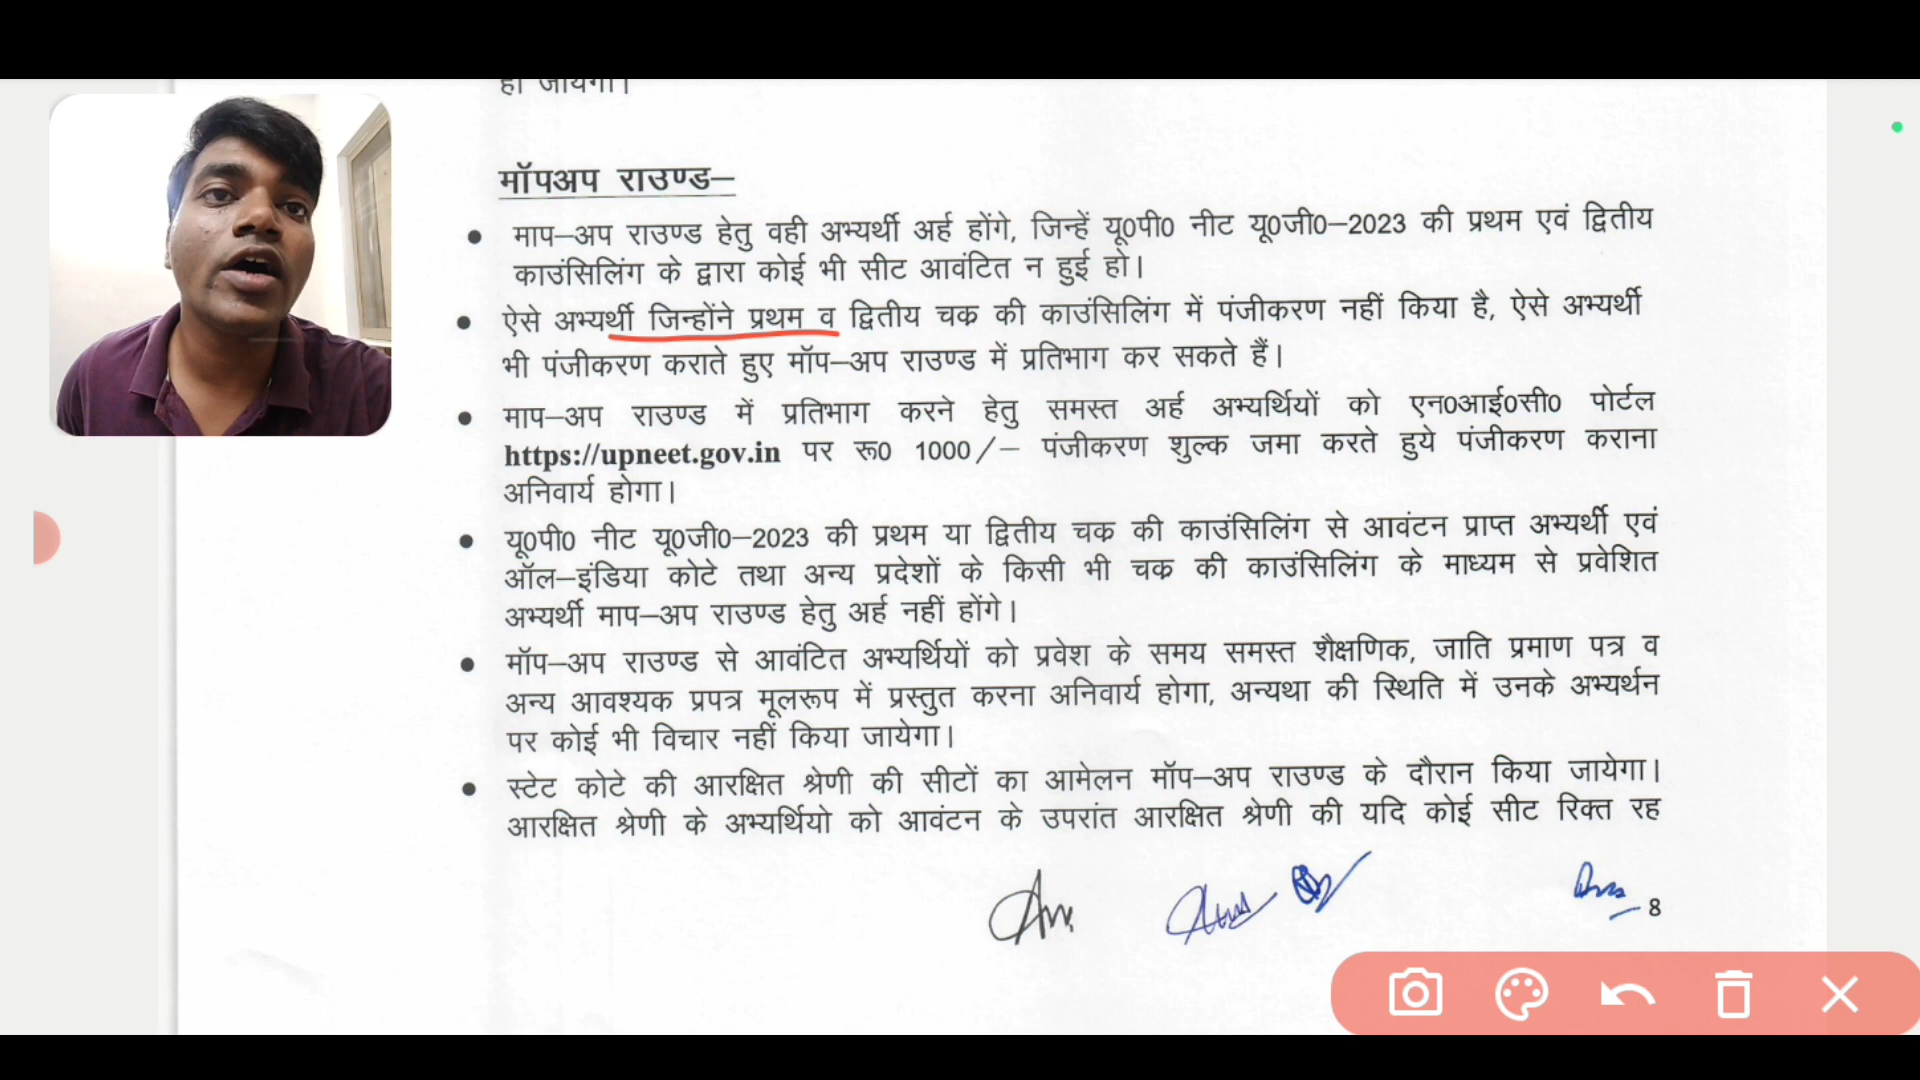 हो जायेगा।
मॉपअप राउण्ड–
माप–अप राउण्ड हेतु वही अभ्यर्थी अर्ह होंगे, जिन्हें यू0पी0 नीट यू0जी0–2023 की प्रथम एवं द्वितीय
काउंसिलिंग के द्वारा कोई भी सीट आवंटित न हुई हो।
ऐसे अभ्यर्थी जिन्होंने प्रथम व द्वितीय चक्र की काउंसिलिंग में पंजीकरण नहीं किया है, ऐसे अभ्यर्थी
भी पंजीकरण कराते हुए मॉप–अप राउण्ड में प्रतिभाग कर सकते हैं।
माप–अप राउण्ड में प्रतिभाग करने हेतु समस्त अर्ह अभ्यर्थियों को एन0आई0सी0 पोर्टल
https://upneet.gov.in पर रू0 1000/– पंजीकरण शुल्क जमा करते हुये पंजीकरण कराना
अनिवार्य होगा।
यू0पी0 नीट यू0जी0–2023 की प्रथम या द्वितीय चक्र की काउंसिलिंग से आवंटन प्राप्त अभ्यर्थी एवं
ऑल–इंडिया कोटे तथा अन्य प्रदेशों के किसी भी चक्र की काउंसिलिंग के माध्यम से प्रवेशित
अभ्यर्थी माप–अप राउण्ड हेतु अर्ह नहीं होंगे।
मॉप–अप राउण्ड से आवंटित अभ्यर्थियों को प्रवेश के समय समस्त शैक्षणिक, जाति प्रमाण पत्र व
अन्य आवश्यक प्रपत्र मूलरूप में प्रस्तुत करना अनिवार्य होगा, अन्यथा की स्थिति में उनके अभ्यर्थन
पर कोई भी विचार नहीं किया जायेगा।
स्टेट कोटे की आरक्षित श्रेणी की सीटों का आमेलन मॉप–अप राउण्ड के दौरान किया जायेगा।
आरक्षित श्रेणी के अभ्यर्थियो को आवंटन के उपरांत आरक्षित श्रेणी की यदि कोई सीट रिक्त रह
8